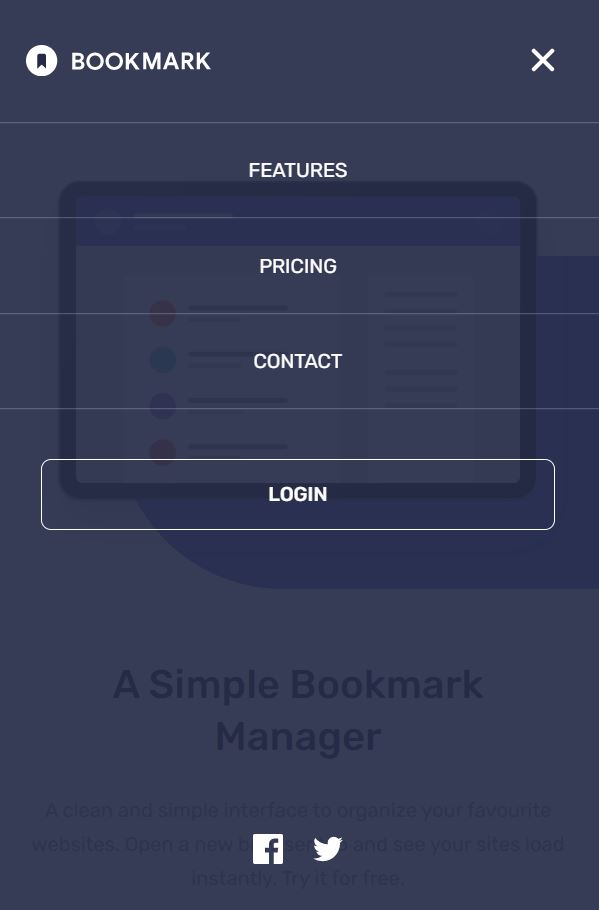 BOOKMARK
FEATURES
PRICING
CONTACT
LOGIN
A Simple Bookmark
Manager
A clean and simple interface to organize your favourite
websites. Open a new and see your sites load
instantly. Try it for free.